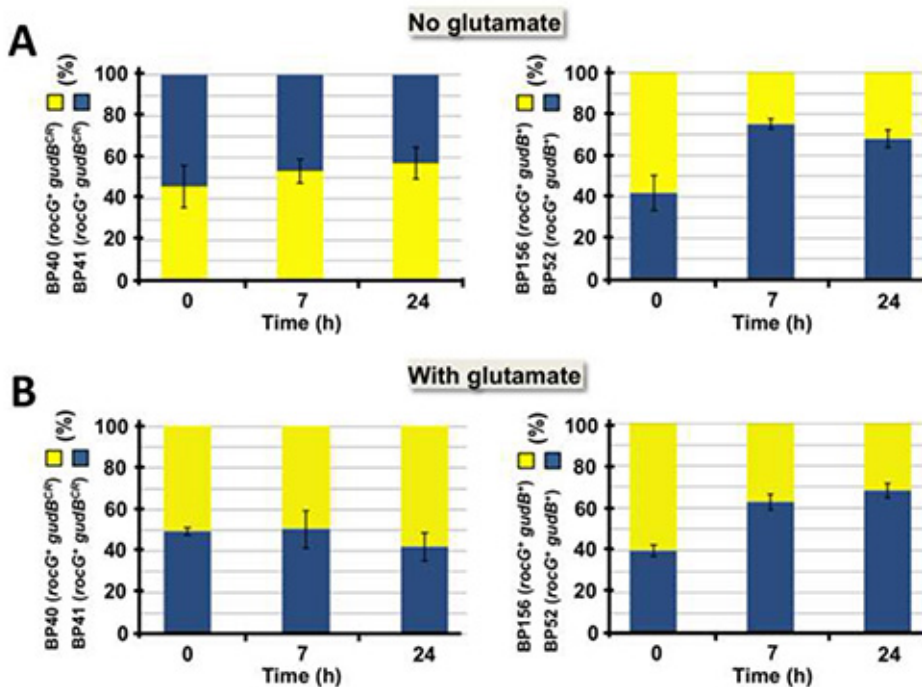 A
No glutamate
BP40 (rocG⁺ gudBᶜᴿ)
BP41 (rocG⁺ gudBᶜᴿ)
(%)
100
80
60
40
20
0
0 7 24
Time (h)
BP156 (rocG⁺ gudB⁺)
BP52 (rocG⁺ gudB⁺)
(%)
100
80
60
40
20
0
0 7 24
Time (h)
B
With glutamate
BP40 (rocG⁺ gudBᶜᴿ)
BP41 (rocG⁺ gudBᶜᴿ)
(%)
100
80
60
40
20
0
0 7 24
Time (h)
BP156 (rocG⁺ gudB⁺)
BP52 (rocG⁺ gudB⁺)
(%)
100
80
60
40
20
0
0 7 24
Time (h)